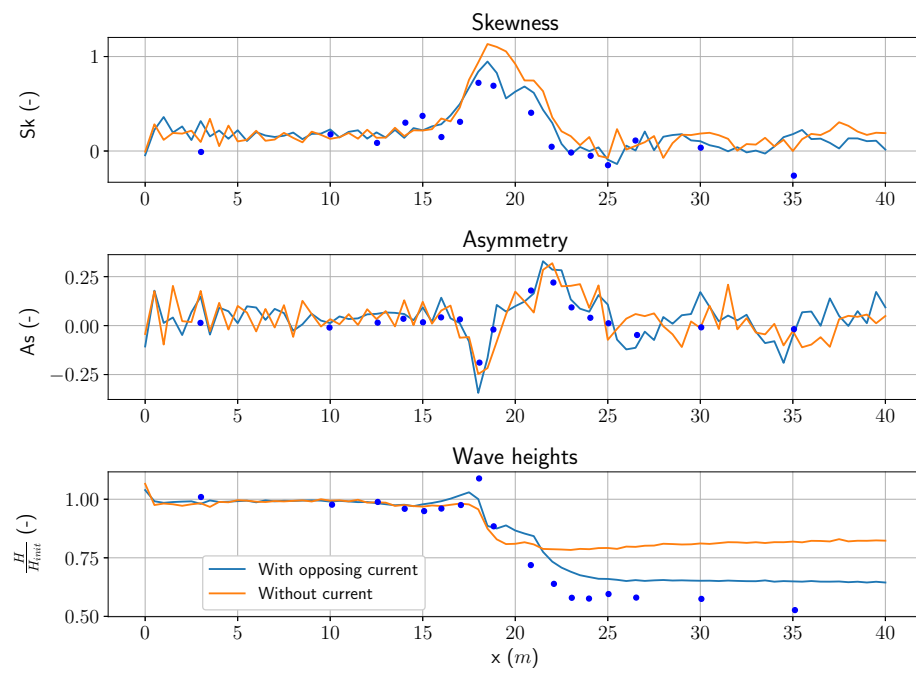 Skewness
Sk (-)
1
0
0 5 10 15 20 25 30 35 40
Asymmetry
As (-)
0.25
0.00
−0.25
0 5 10 15 20 25 30 35 40
Wave heights
H/H_init (-)
1.00
0.75
0.50
With opposing current
Without current
0 5 10 15 20 25 30 35 40
x (m)